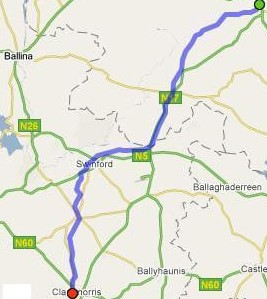 Ballina
N17
N26
N5
Swinford
Ballaghaderreen
N60
Ballyhaunis
Castle
N60
Claremorris